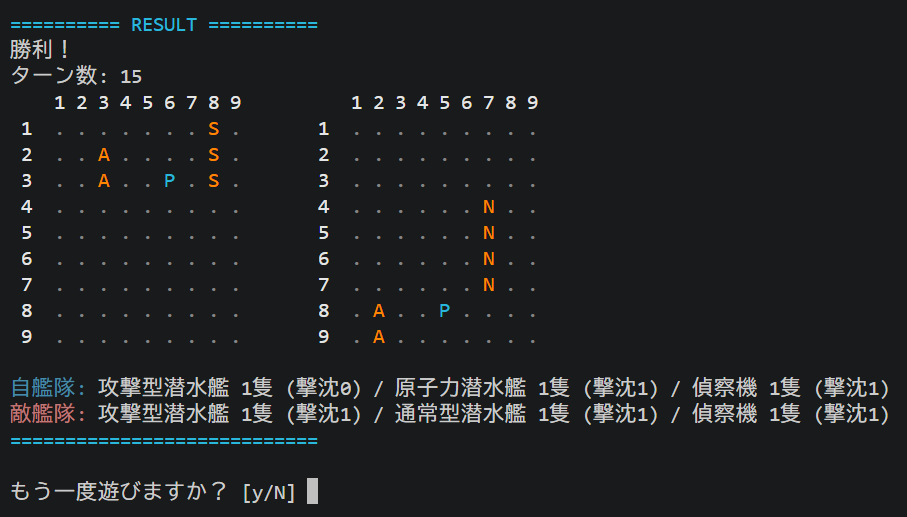 ========== RESULT ==========
勝利！
ターン数: 15
    1 2 3 4 5 6 7 8 9          1 2 3 4 5 6 7 8 9
 1  . . . . . . . S .       1  . . . . . . . . .
 2  . . A . . . . S .       2  . . . . . . . . .
 3  . . A . . P . S .       3  . . . . . . . . .
 4  . . . . . . . . .       4  . . . . . . N . .
 5  . . . . . . . . .       5  . . . . . . N . .
 6  . . . . . . . . .       6  . . . . . . N . .
 7  . . . . . . . . .       7  . . . . . . N . .
 8  . . . . . . . . .       8  . A . . P . . . .
 9  . . . . . . . . .       9  . A . . . . . . .
自艦隊: 攻撃型潜水艦 1隻 (撃沈0) / 原子力潜水艦 1隻 (撃沈1) / 偵察機 1隻 (撃沈1)
敵艦隊: 攻撃型潜水艦 1隻 (撃沈1) / 通常型潜水艦 1隻 (撃沈1) / 偵察機 1隻 (撃沈1)
============================
もう一度遊びますか？ [y/N]